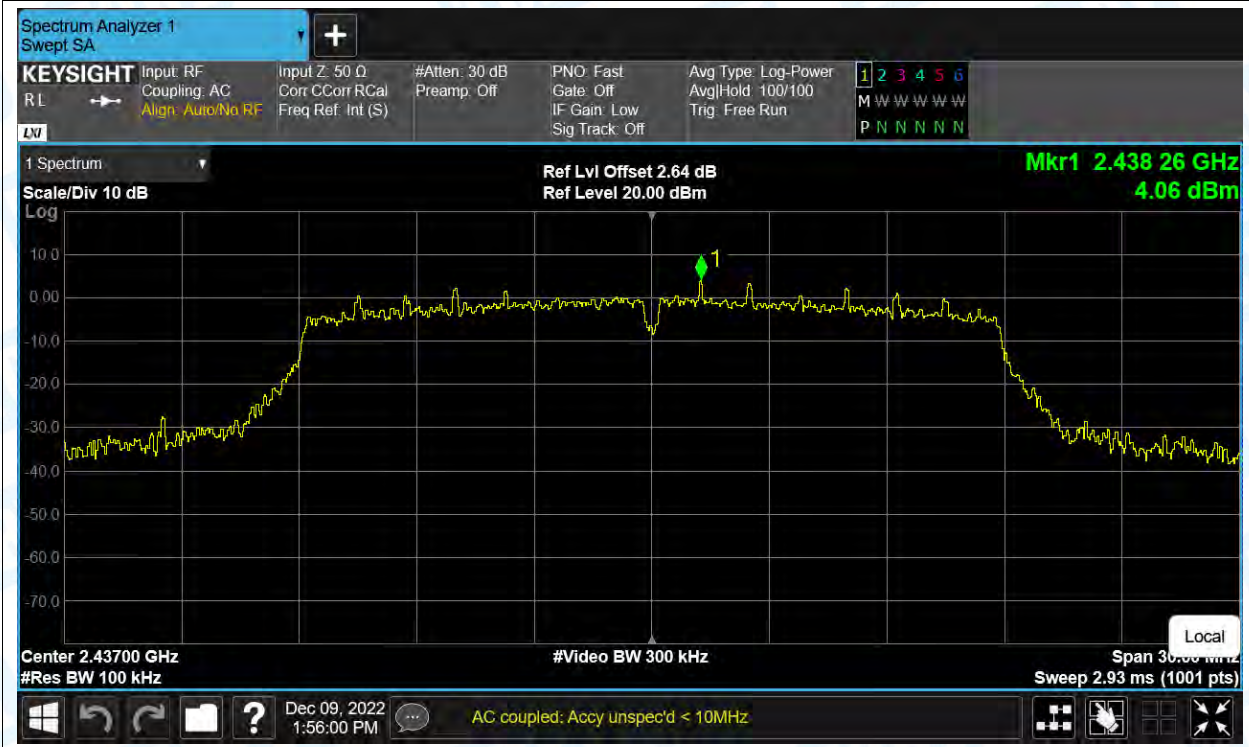 Spectrum Analyzer 1
Swept SA
KEYSIGHT
R L
LXI
Input: RF
Coupling: AC
Align: Auto/No RF
Input Z: 50 Ω
Corr CCorr RCal
Freq Ref: Int (S)
#Atten: 30 dB
Preamp: Off
PNO: Fast
Gate: Off
IF Gain: Low
Sig Track: Off
Avg Type: Log-Power
Avg|Hold: 100/100
Trig: Free Run
1 2 3 4 5 6
M W W W W W
P N N N N N
1 Spectrum
Scale/Div 10 dB
Ref Lvl Offset 2.64 dB
Ref Level 20.00 dBm
Mkr1 2.438 26 GHz
4.06 dBm
Log
10.0
0.00
-10.0
-20.0
-30.0
-40.0
-50.0
-60.0
-70.0
1
Local
Center 2.43700 GHz
#Res BW 100 kHz
#Video BW 300 kHz
Span 30.00 MHz
Sweep 2.93 ms (1001 pts)
?
Dec 09, 2022
1:56:00 PM
AC coupled: Accy unspec'd < 10MHz